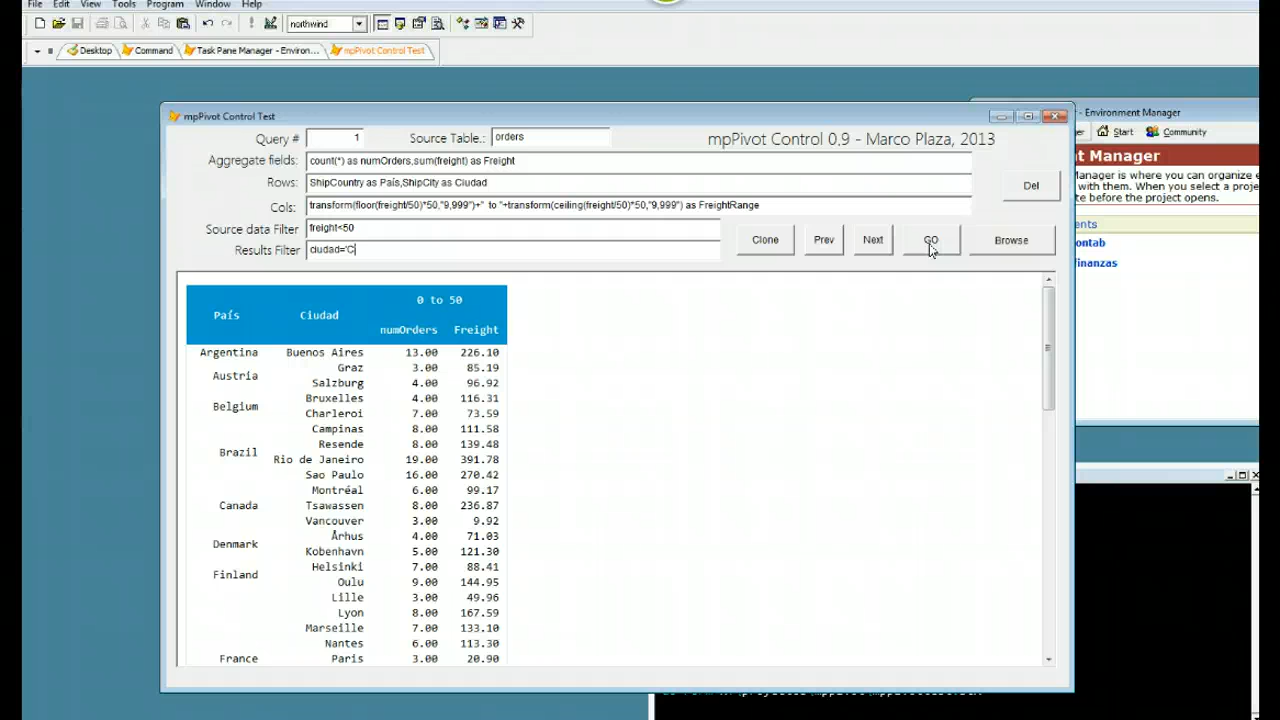 File Edit View Tools Program Window Help
northwind
Desktop Command Task Pane Manager - Environ... mpPivot Control Test
- Environment Manager
mpPivot Control Test
Start Community
Query # 1 Source Table.: orders mpPivot Control 0.9 - Marco Plaza, 2013
t Manager
Aggregate fields: count(*) as numOrders,sum(freight) as Freight
Manager is where you can organize e
Rows: ShipCountry as País,ShipCity as Ciudad Del
with them. When you select a proje
ate before the project opens.
Cols: transform(floor(freight/50)*50,"9,999")+" to "+transform(ceiling(freight/50)*50,"9,999") as FreightRange
ents
Source data Filter freight<50
Clone Prev Next GO Browse
ontab
Results Filter ciudad='C
finanzas
0 to 50
País Ciudad
numOrders Freight
Argentina Buenos Aires 13.00 226.10
Graz 3.00 85.19
Austria
Salzburg 4.00 96.92
Bruxelles 4.00 116.31
Belgium
Charleroi 7.00 73.59
Campinas 8.00 111.58
Resende 8.00 139.48
Brazil
Rio de Janeiro 19.00 391.78
Sao Paulo 16.00 270.42
Montréal 6.00 99.17
Canada Tsawassen 8.00 236.87
Vancouver 3.00 9.92
Århus 4.00 71.03
Denmark
Kobenhavn 5.00 121.30
Helsinki 7.00 88.41
Finland
Oulu 9.00 144.95
Lille 3.00 49.96
Lyon 8.00 167.59
Marseille 7.00 133.10
Nantes 6.00 113.30
France Paris 3.00 20.90